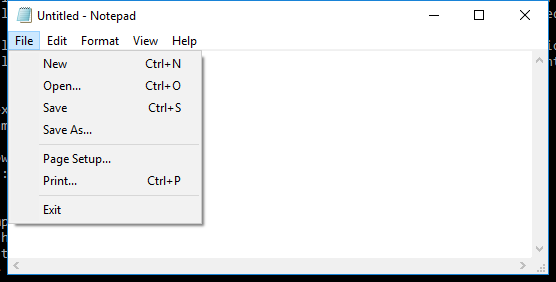 Untitled - Notepad
File Edit Format View Help
New Ctrl+N
Open... Ctrl+O
Save Ctrl+S
Save As...
Page Setup...
Print... Ctrl+P
Exit